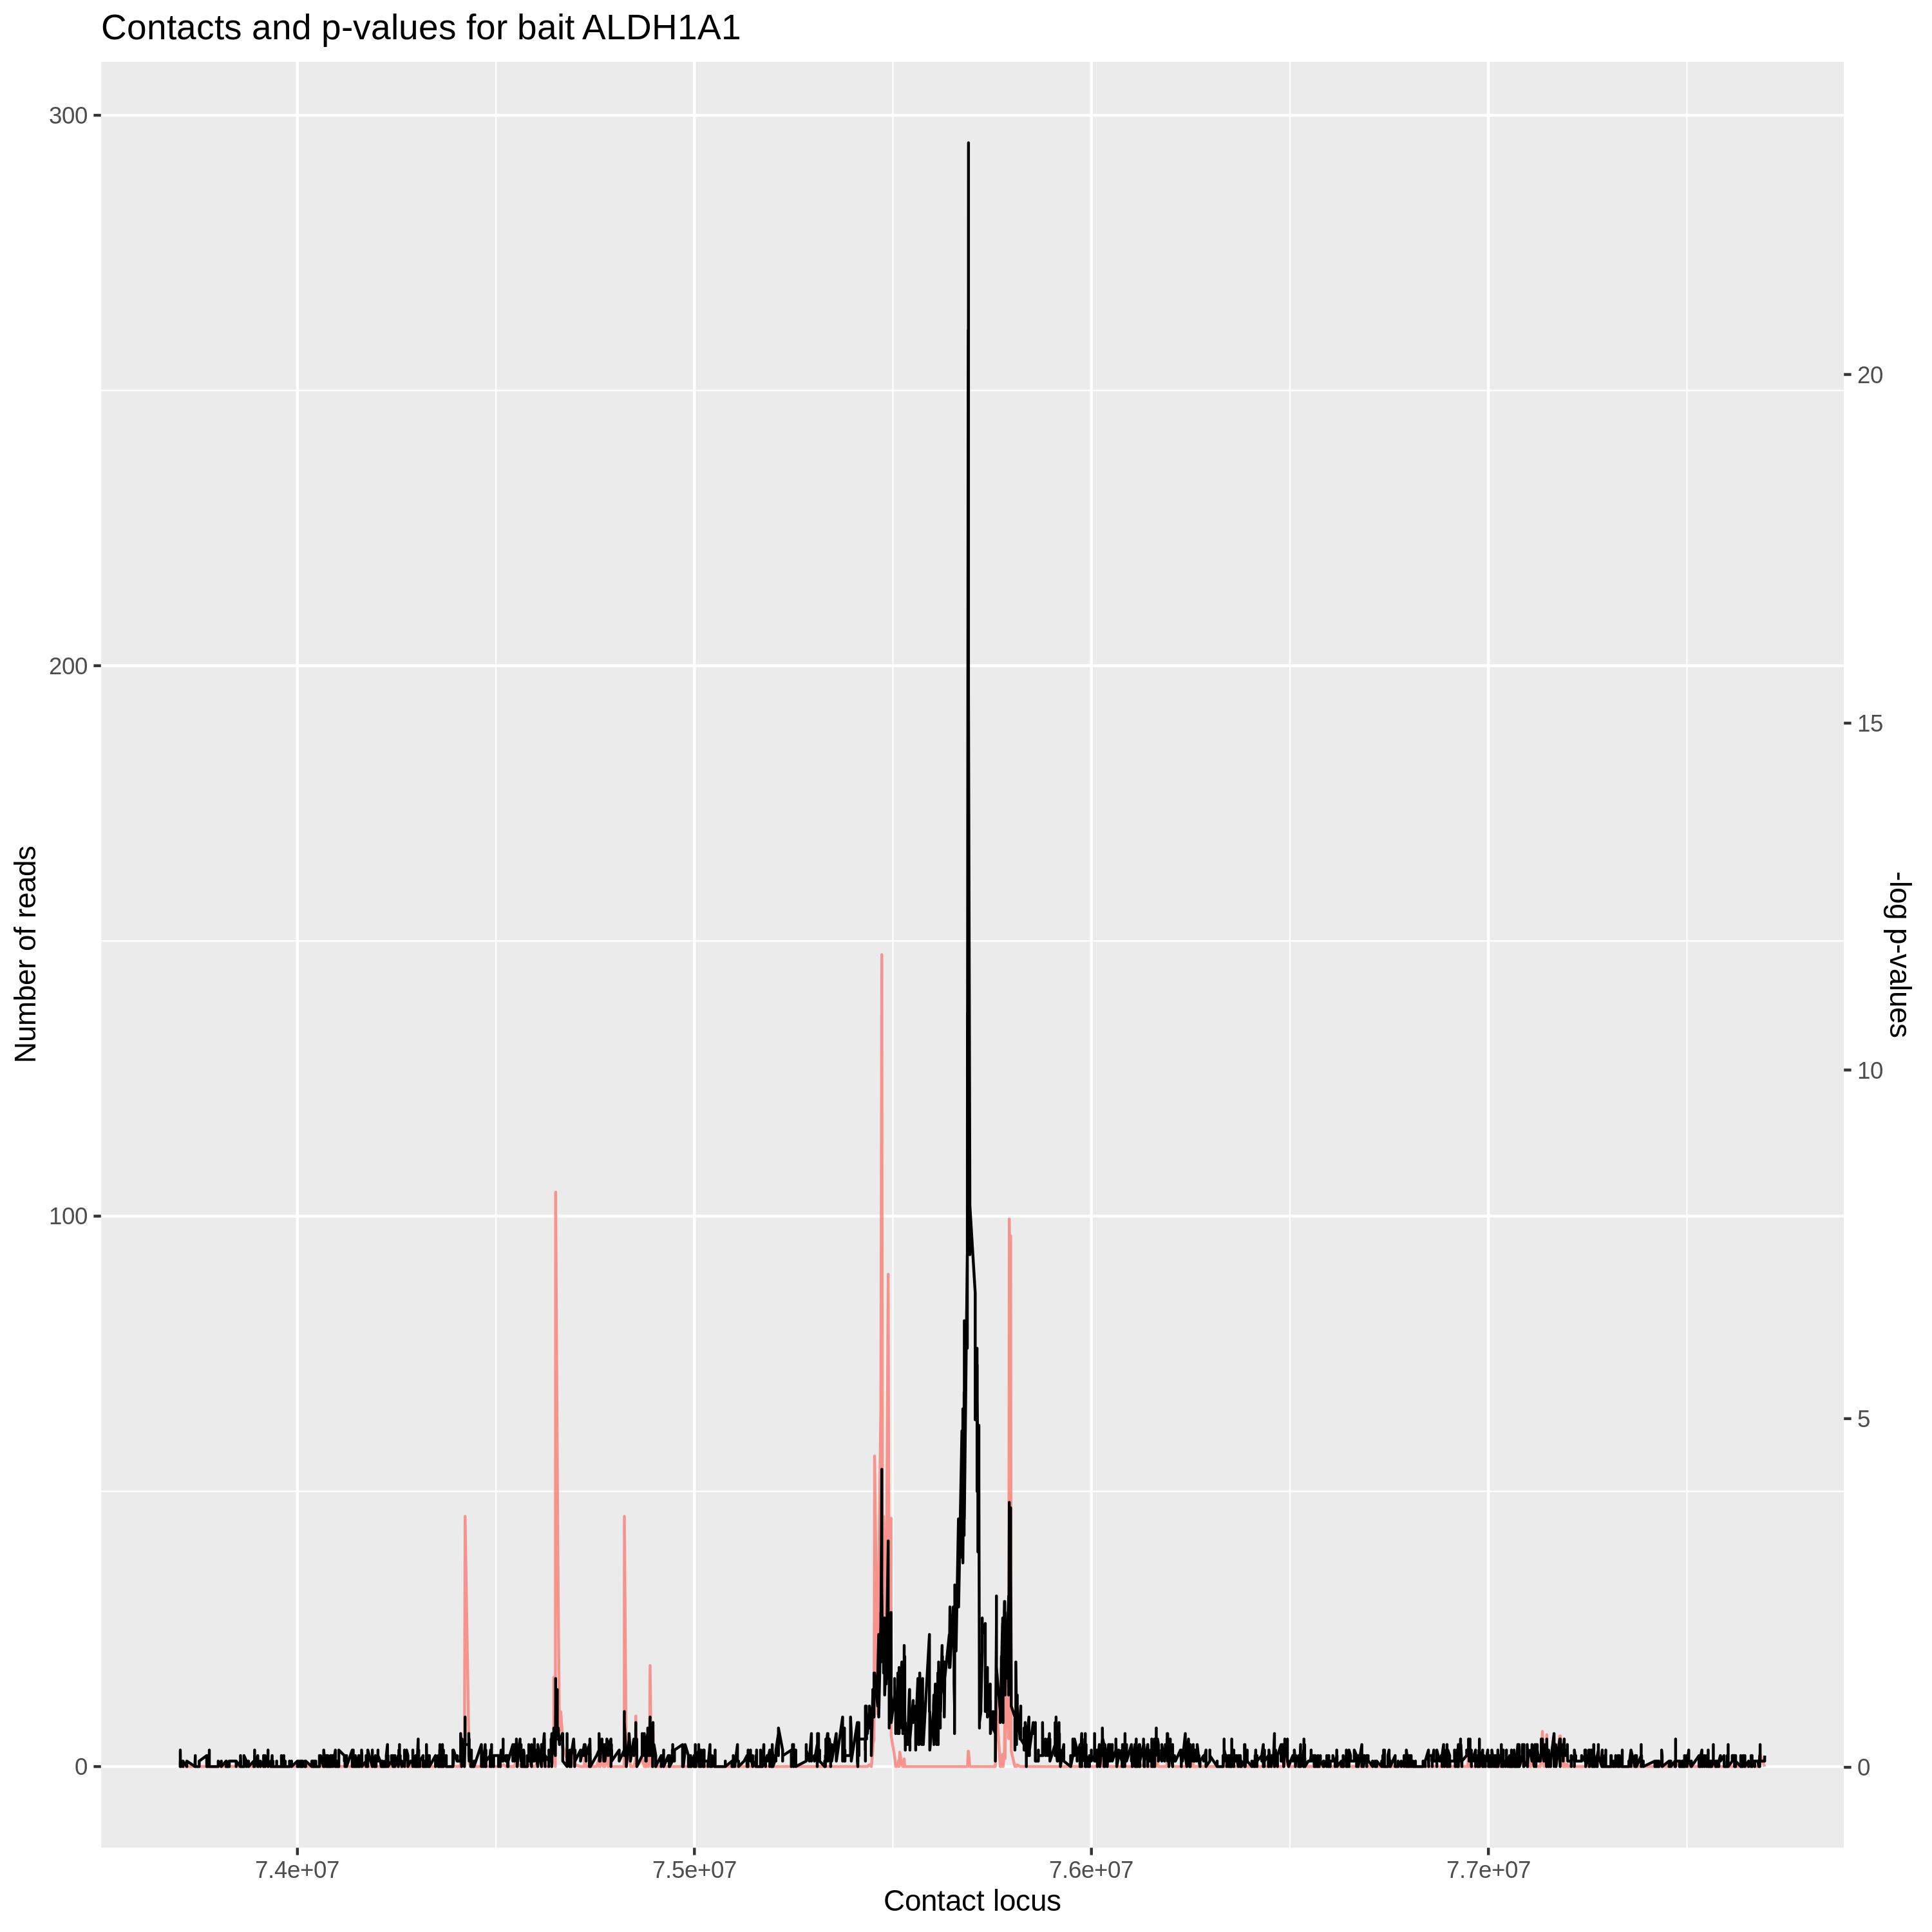 Contacts and p-values for bait ALDH1A1
300
200
100
0
Number of reads
20
15
10
5
0
-log p-values
7.4e+07 7.5e+07 7.6e+07 7.7e+07
Contact locus